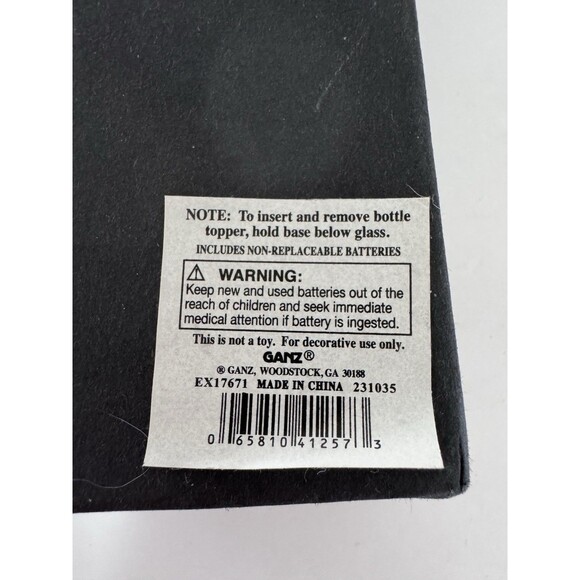 NOTE: To insert and remove bottle
topper, hold base below glass.
INCLUDES NON-REPLACEABLE BATTERIES
⚠ WARNING:
Keep new and used batteries out of the
reach of children and seek immediate
medical attention if battery is ingested.
This is not a toy. For decorative use only.
GANZ®
® GANZ, WOODSTOCK, GA 30188
EX17671 MADE IN CHINA 231035
0 65810 41257 3